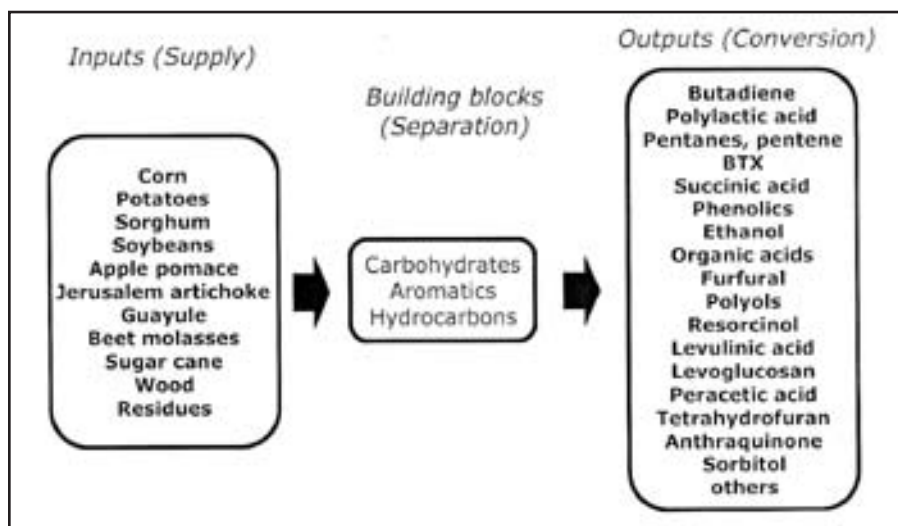 Inputs (Supply)
Corn
Potatoes
Sorghum
Soybeans
Apple pomace
Jerusalem artichoke
Guayule
Beet molasses
Sugar cane
Wood
Residues
Building blocks
(Separation)
Carbohydrates
Aromatics
Hydrocarbons
Outputs (Conversion)
Butadiene
Polylactic acid
Pentanes, pentene
BTX
Succinic acid
Phenolics
Ethanol
Organic acids
Furfural
Polyols
Resorcinol
Levulinic acid
Levoglucosan
Peracetic acid
Tetrahydrofuran
Anthraquinone
Sorbitol
others